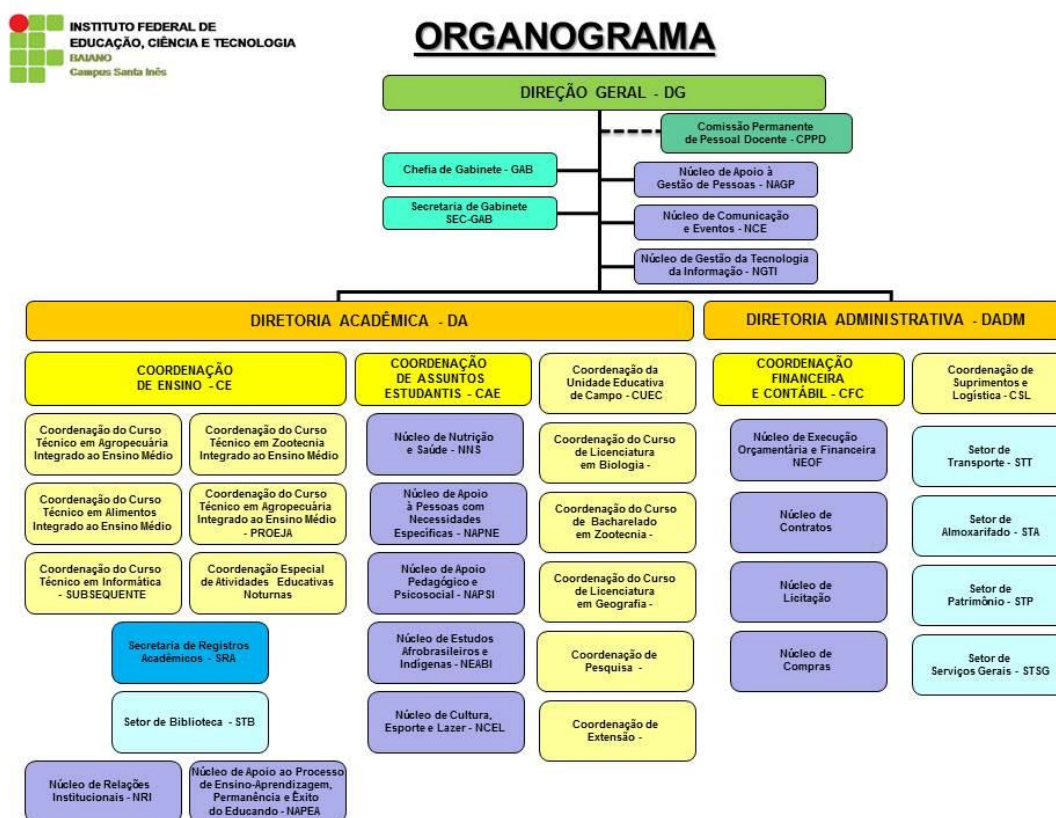 INSTITUTO FEDERAL DE
EDUCAÇÃO, CIÊNCIA E TECNOLOGIA
BAIANO
Campus Santa Inês
ORGANOGRAMA
DIREÇÃO GERAL - DG
Comissão Permanente
de Pessoal Docente - CPPD
Chefia de Gabinete - GAB
Núcleo de Apoio à
Gestão de Pessoas - NAGP
Secretaria de Gabinete
SEC-GAB
Núcleo de Comunicação
e Eventos - NCE
Núcleo de Gestão da Tecnologia
da Informação - NGTI
DIRETORIA ACADÊMICA - DA
DIRETORIA ADMINISTRATIVA - DADM
COORDENAÇÃO
DE ENSINO - CE
Coordenação do Curso
Técnico em Agropecuária
Integrado ao Ensino Médio
Coordenação do Curso
Técnico em Zootecnia
Integrado ao Ensino Médio
Coordenação do Curso
Técnico em Alimentos
Integrado ao Ensino Médio
Coordenação do Curso
Técnico em Agropecuária
Integrado ao Ensino Médio
- PROEJA
Coordenação do Curso
Técnico em Informática
- SUBSEQUENTE
Coordenação Especial
de Atividades Educativas
Noturnas
Secretaria de Registros
Acadêmicos - SRA
Setor de Biblioteca - STB
Núcleo de Relações
Institucionais - NRI
Núcleo de Apoio ao Processo
de Ensino-Aprendizagem,
Permanência e Êxito
do Educando - NAPEA
COORDENAÇÃO
DE ASSUNTOS
ESTUDANTIS - CAE
Núcleo de Nutrição
e Saúde - NNS
Núcleo de Apoio
à Pessoas com
Necessidades
Específicas - NAPNE
Núcleo de Apoio
Pedagógico e
Psicosocial - NAPSI
Núcleo de Estudos
Afrobrasileiros e
Indígenas - NEABI
Núcleo de Cultura,
Esporte e Lazer - NCEL
Coordenação da
Unidade Educativa
de Campo - CUEC
Coordenação do Curso
de Licenciatura
em Biologia -
Coordenação do Curso
de Bacharelado
em Zootecnia -
Coordenação do Curso
de Licenciatura
em Geografia -
Coordenação de
Pesquisa -
Coordenação de
Extensão -
COORDENAÇÃO
FINANCEIRA
E CONTÁBIL - CFC
Núcleo de Execução
Orçamentária e Financeira
NEOF
Núcleo de
Contratos
Núcleo de
Licitação
Núcleo de
Compras
Coordenação de
Suprimentos e
Logística - CSL
Setor de
Transporte - STT
Setor de
Almoxarifado - STA
Setor de
Patrimônio - STP
Setor de
Serviços Gerais - STSG